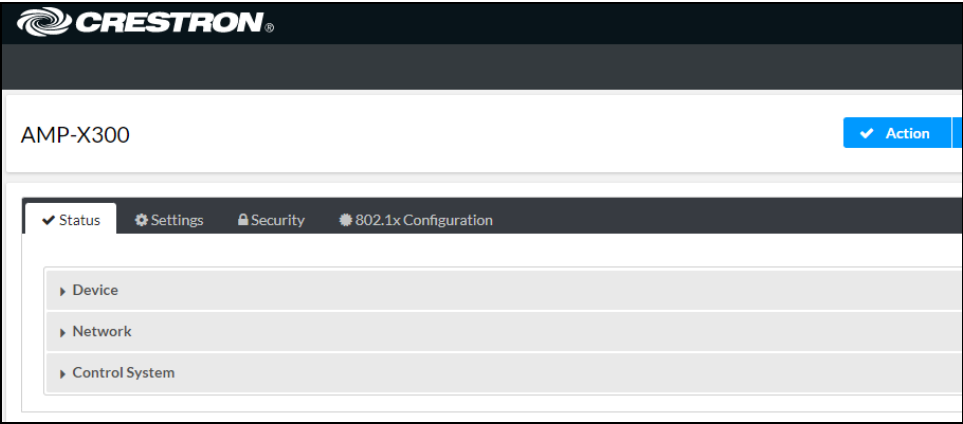 CRESTRON®
AMP-X300
Action
Status Settings Security 802.1x Configuration
Device
Network
Control System